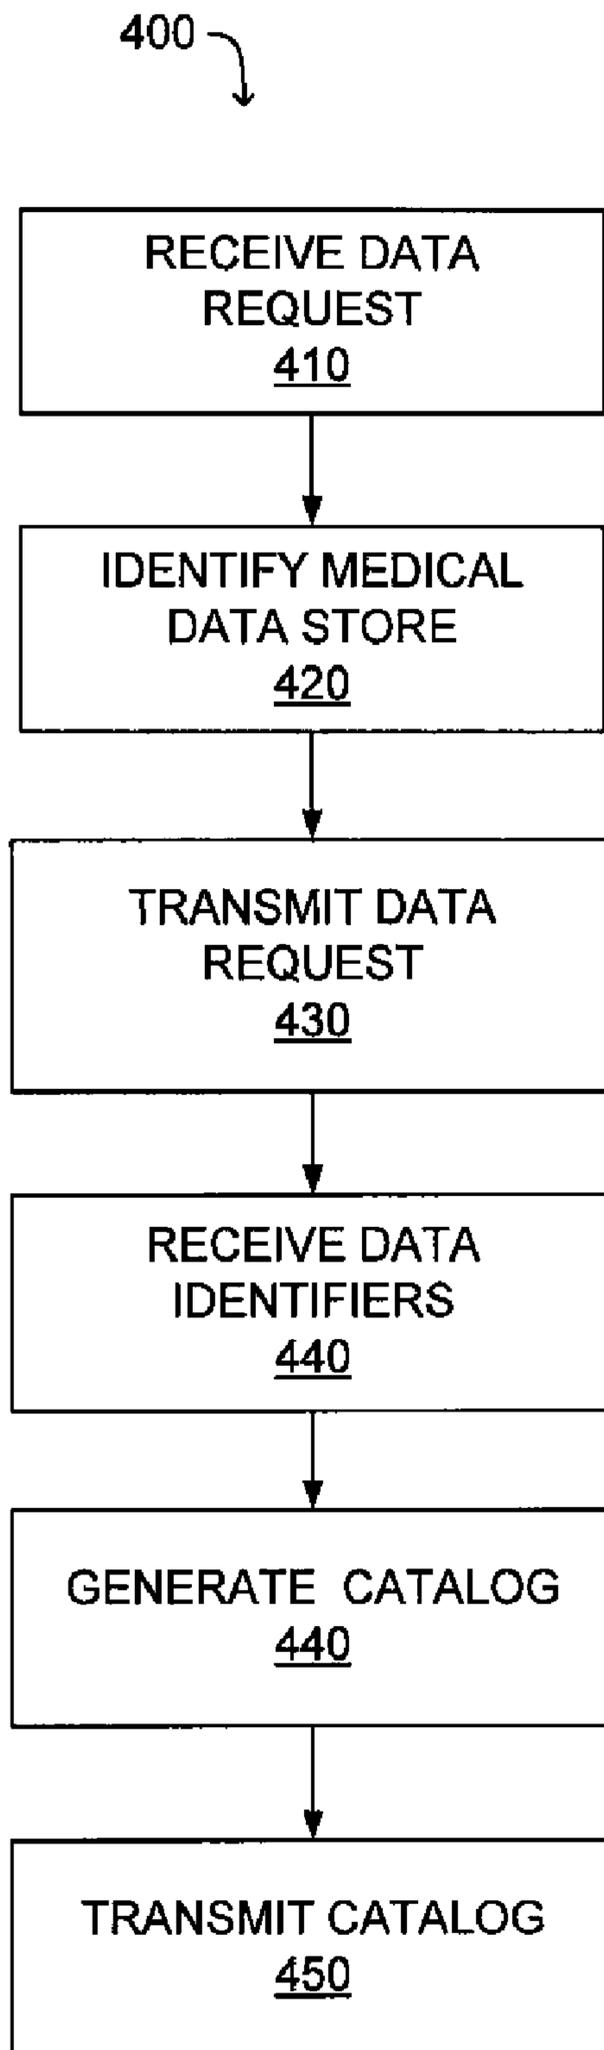 400
RECEIVE DATA
REQUEST
410
IDENTIFY MEDICAL
DATA STORE
420
TRANSMIT DATA
REQUEST
430
RECEIVE DATA
IDENTIFIERS
440
GENERATE CATALOG
440
TRANSMIT CATALOG
450